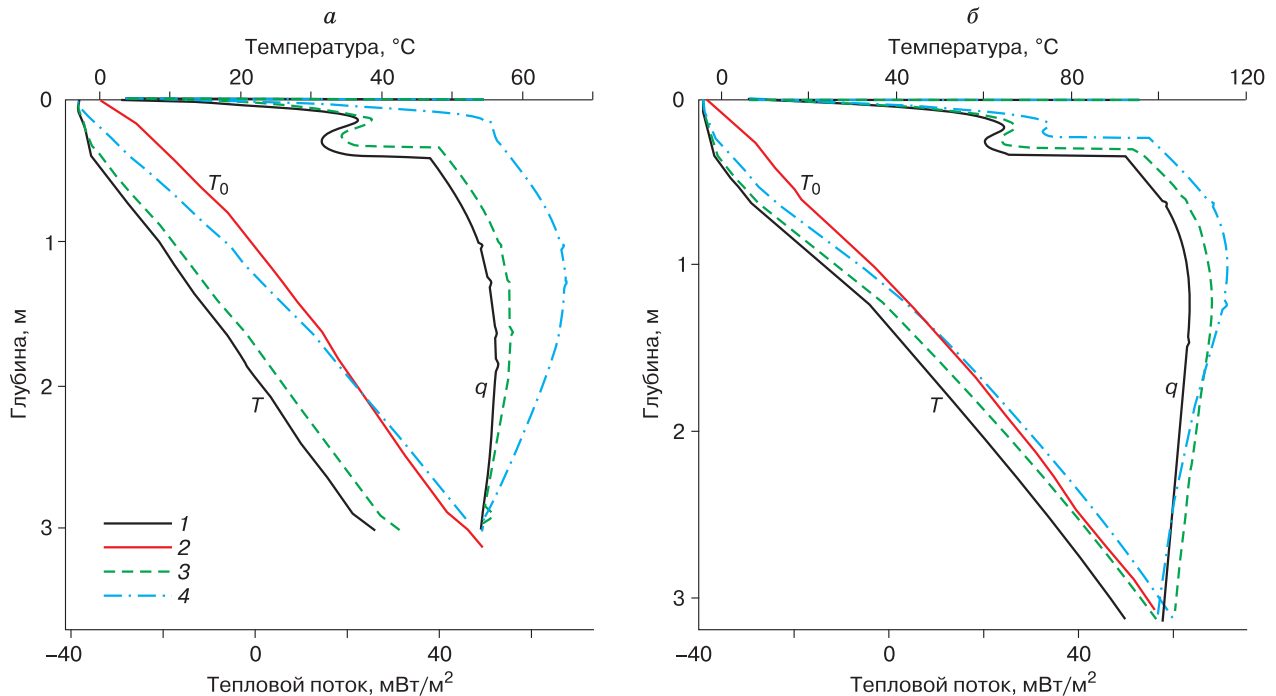 а
Температура, °C
0 20 40 60
0
1
2
3
Глубина, м
T₀
T
q
1
2
3
4
–40 0 40
Тепловой поток, мВт/м²
б
Температура, °C
0 40 80 120
0
1
2
3
Глубина, м
T₀
T
q
–40 0 40
Тепловой поток, мВт/м²